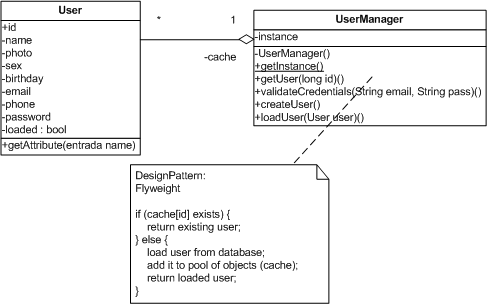 User
+id
-name
-photo
-sex
-birthday
-email
-phone
-password
-loaded : bool
+getAttribute(entrada name)
*
1
-cache
UserManager
-instance
-UserManager()
+getInstance()
+getUser(long id)()
+validateCredentials(String email, String pass)()
+createUser()
+loadUser(User user)()
DesignPattern:
Flyweight
if (cache[id] exists) {
return existing user;
} else {
load user from database;
add it to pool of objects (cache);
return loaded user;
}